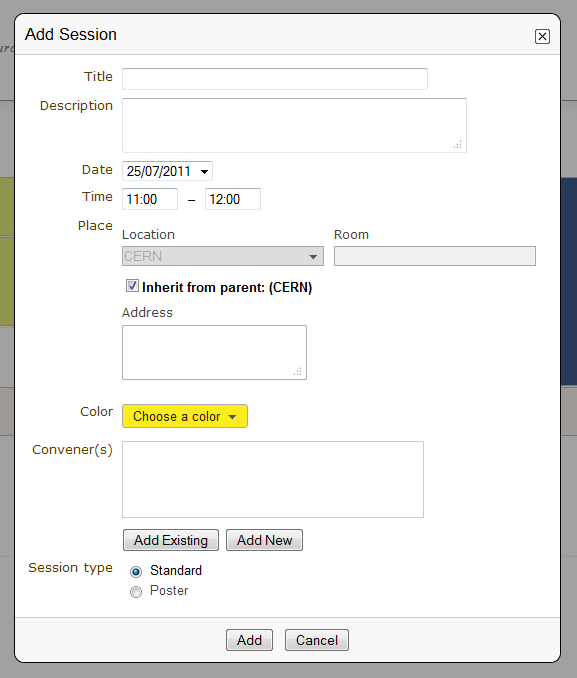 Add Session
Title
Description
Date 25/07/2011
Time 11:00 – 12:00
Place
Location Room
CERN
Inherit from parent: (CERN)
Address
Color Choose a color
Convener(s)
Add Existing Add New
Session type Standard
Poster
Add Cancel